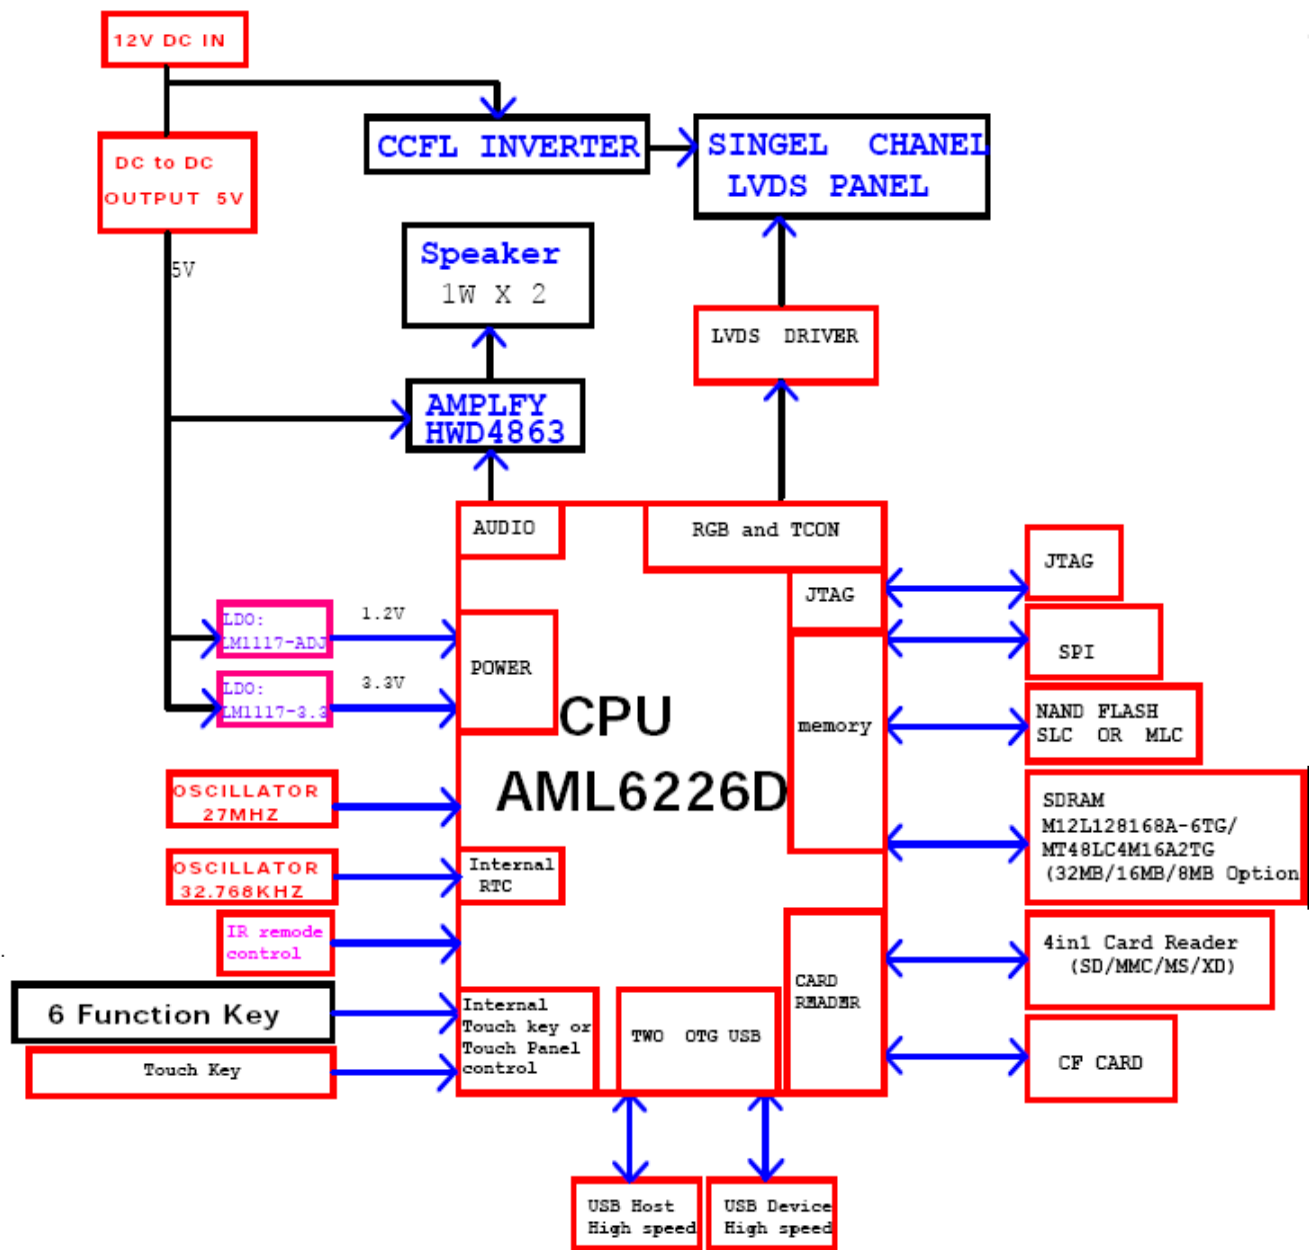 12V DC IN
CCFL INVERTER
SINGEL CHANEL
LVDS PANEL
DC to DC
OUTPUT 5V
5V
Speaker
1W X 2
LVDS DRIVER
AMPLFY
HWD4863
AUDIO
RGB and TCON
JTAG
JTAG
LDO:
LM1117-ADJ
1.2V
LDO:
LM1117-3.3
3.3V
POWER
CPU
AML6226D
memory
SPI
NAND FLASH
SLC OR MLC
SDRAM
M12L128168A-6TG/
MT48LC4M16A2TG
(32MB/16MB/8MB Option
OSCILLATOR
27MHZ
OSCILLATOR
32.768KHZ
Internal
RTC
IR remode
control
6 Function Key
Touch Key
Internal
Touch key or
Touch Panel
control
TWO OTG USB
CARD
READER
4in1 Card Reader
(SD/MMC/MS/XD)
CF CARD
USB Host
High speed
USB Device
High speed